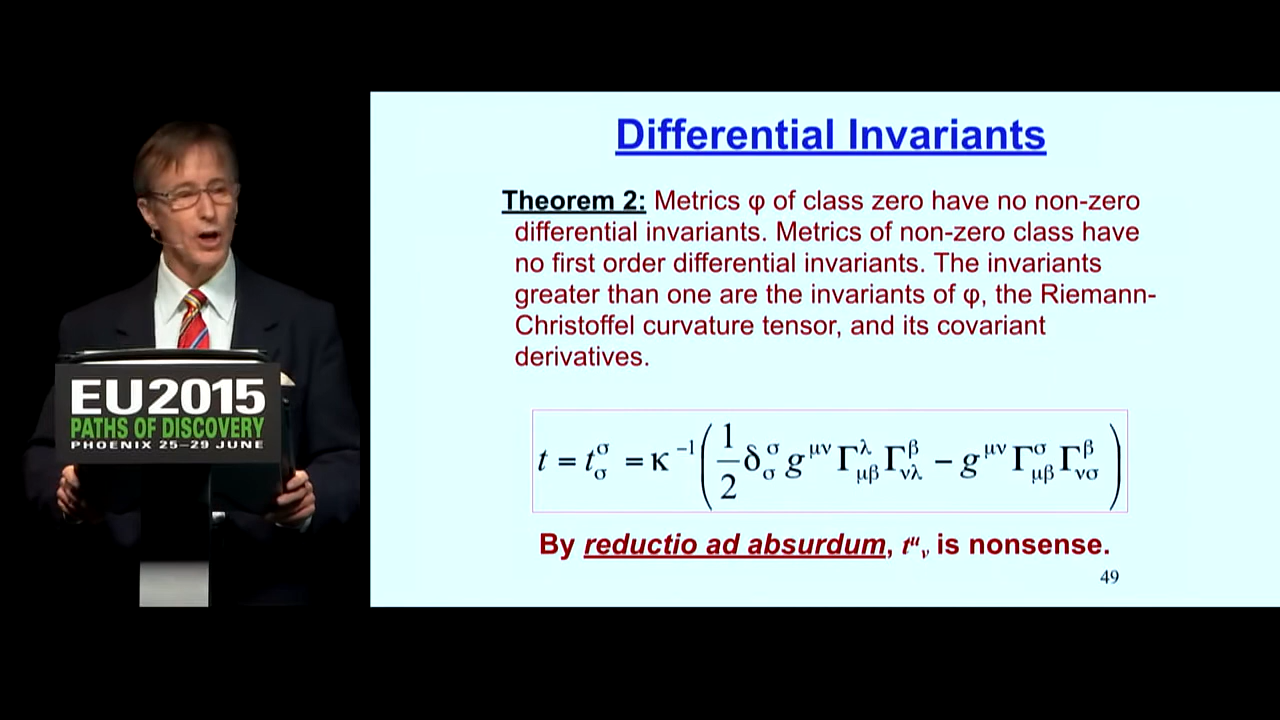 Differential Invariants
Theorem 2: Metrics φ of class zero have no non-zero
differential invariants. Metrics of non-zero class have
no first order differential invariants. The invariants
greater than one are the invariants of φ, the Riemann-
Christoffel curvature tensor, and its covariant
derivatives.
t = t^σ_σ = κ^{-1}(1/2 δ^σ_σ g^{μν} Γ^λ_{μβ} Γ^β_{νλ} − g^{μν} Γ^σ_{μβ} Γ^β_{νσ})
By reductio ad absurdum, t^u_ν is nonsense.
49
EU2015
PATHS OF DISCOVERY
PHOENIX 25–29 JUNE